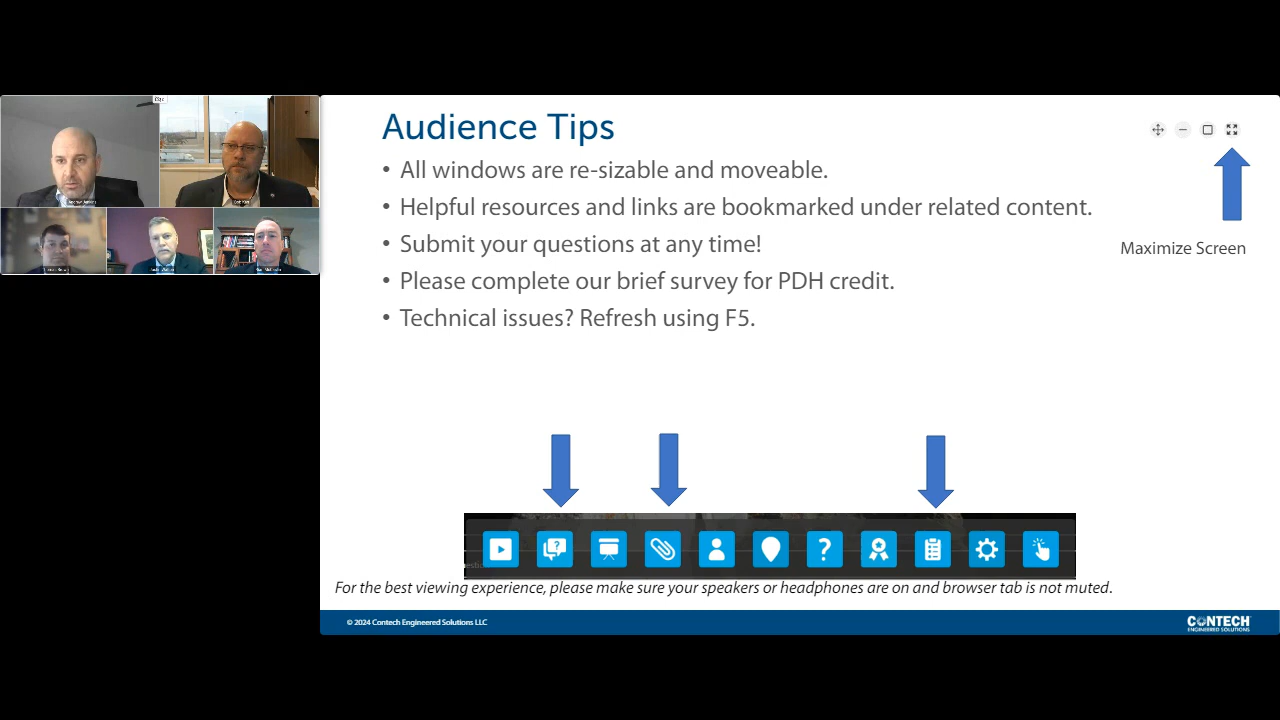 Audience Tips
• All windows are re-sizable and moveable.
• Helpful resources and links are bookmarked under related content.
• Submit your questions at any time!
• Please complete our brief survey for PDH credit.
• Technical issues? Refresh using F5.
Maximize Screen
For the best viewing experience, please make sure your speakers or headphones are on and browser tab is not muted.
© 2024 Contech Engineered Solutions LLC
CONTECH
ENGINEERED SOLUTIONS